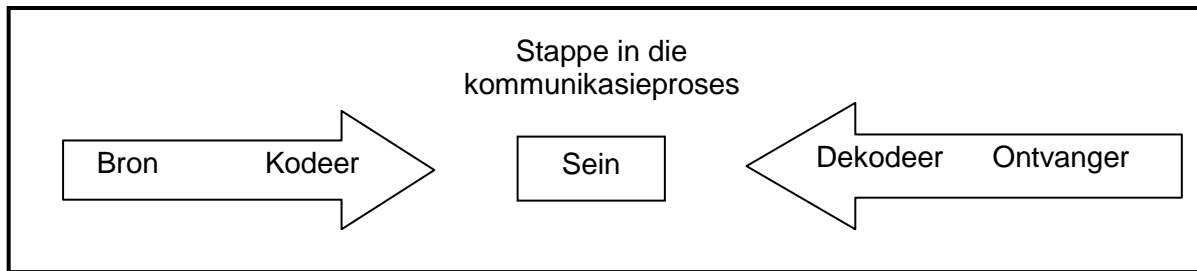 Stappe in die
kommunikasieproses
Bron Kodeer Sein Dekodeer Ontvanger